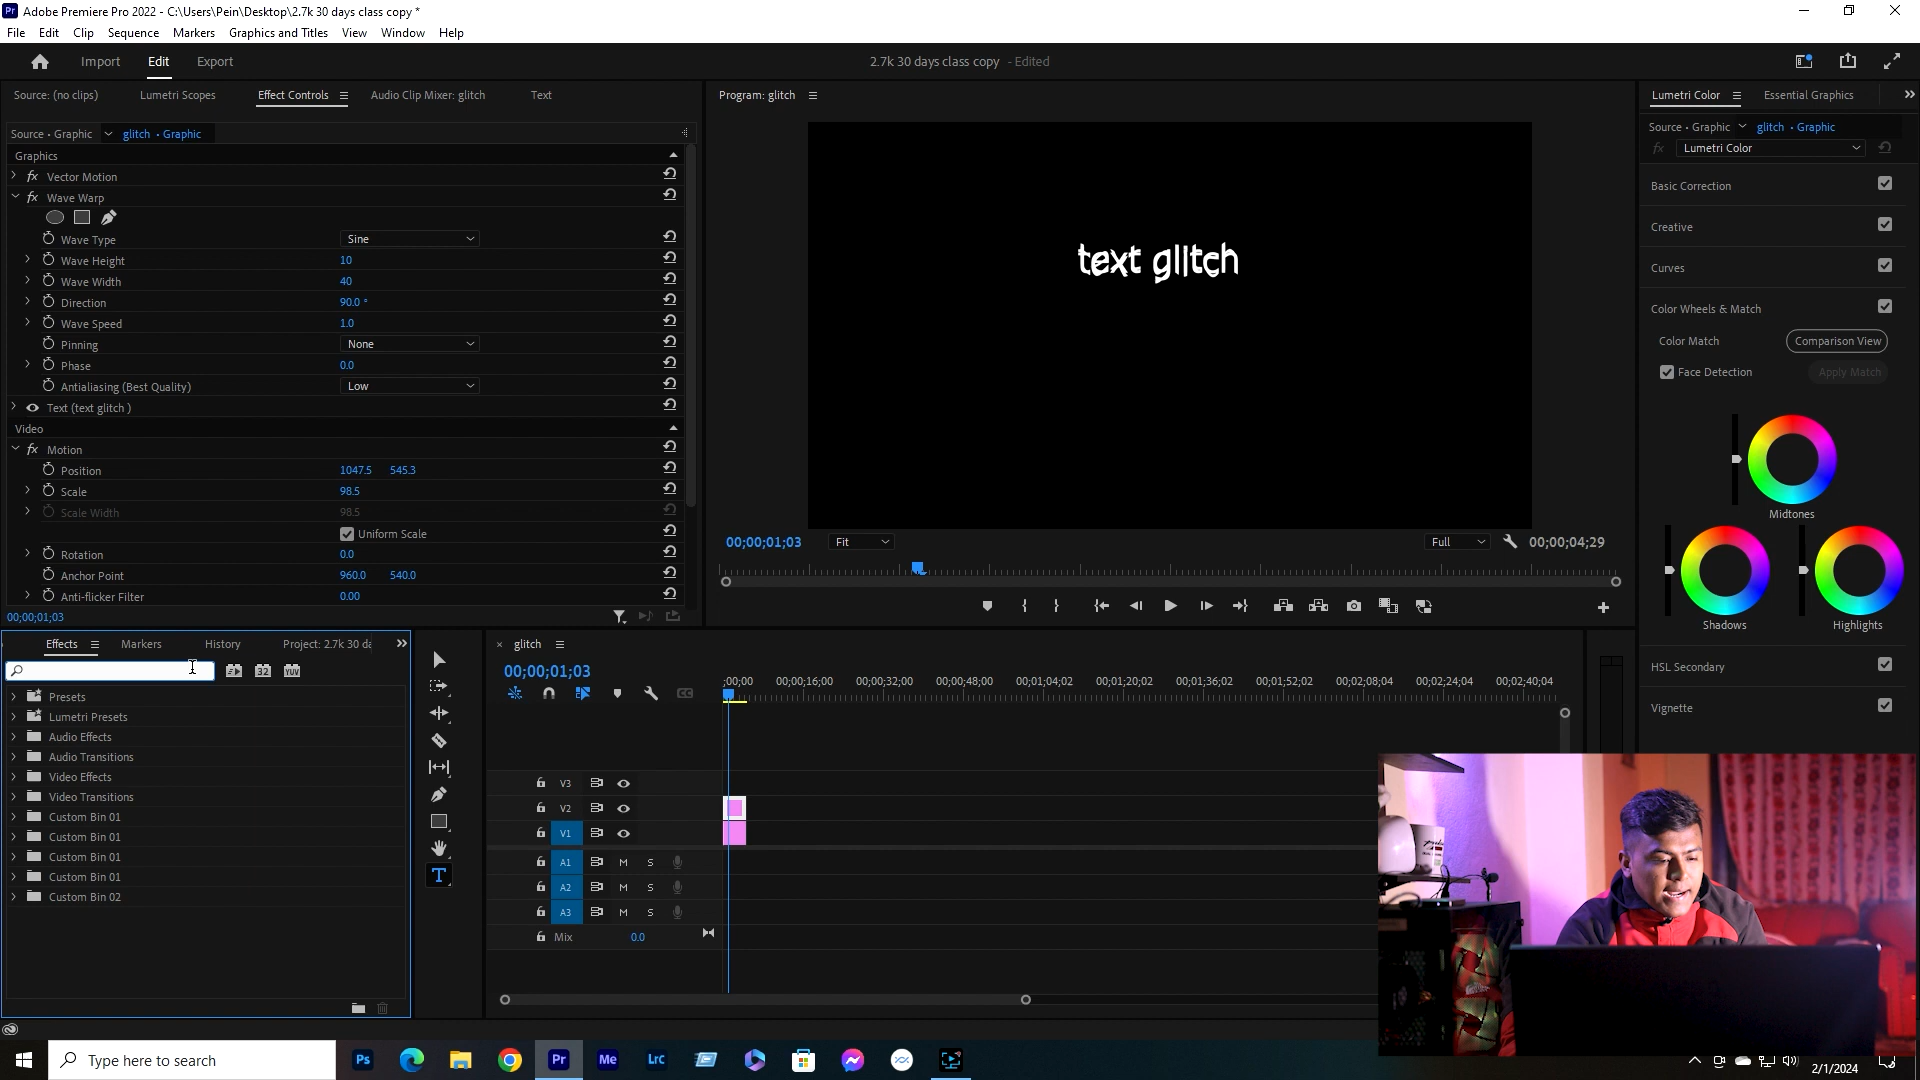 Pr Adobe Premiere Pro 2022 - C:\Users\Pein\Desktop\2.7k 30 days class copy *
File Edit Clip Sequence Markers Graphics and Titles View Window Help
Import Edit Export
2.7k 30 days class copy - Edited
Source: (no clips) Lumetri Scopes Effect Controls Audio Clip Mixer: glitch Text
Source • Graphic glitch • Graphic
Graphics
fx Vector Motion
fx Wave Warp
Wave Type Sine
Wave Height 10
Wave Width 40
Direction 90.0 °
Wave Speed 1.0
Pinning None
Phase 0.0
Antialiasing (Best Quality) Low
Text (text glitch )
Video
fx Motion
Position 1047.5 545.3
Scale 98.5
Scale Width 98.5
Uniform Scale
Rotation 0.0
Anchor Point 960.0 540.0
Anti-flicker Filter 0.00
00;00;01;03
Program: glitch
text glitch
00;00;01;03 Fit Full 00;00;04;29
Lumetri Color Essential Graphics
Source • Graphic glitch • Graphic
fx Lumetri Color
Basic Correction
Creative
Curves
Color Wheels & Match
Color Match Comparison View
Face Detection Apply Match
Midtones
Shadows Highlights
HSL Secondary
Vignette
Effects Markers History Project: 2.7k 30 da
32 YUV
Presets
Lumetri Presets
Audio Effects
Audio Transitions
Video Effects
Video Transitions
Custom Bin 01
Custom Bin 01
Custom Bin 01
Custom Bin 01
Custom Bin 02
T
× glitch
00;00;01;03
;00;00 00;00;16;00 00;00;32;00 00;00;48;00 00;01;04;02 00;01;20;02 00;01;36;02 00;01;52;02 00;02;08;04 00;02;24;04 00;02;40;04
V3
V2
V1
A1 M S
A2 M S
A3 M S
Mix 0.0
Type here to search
Ps Pr Me LrC
2/1/2024